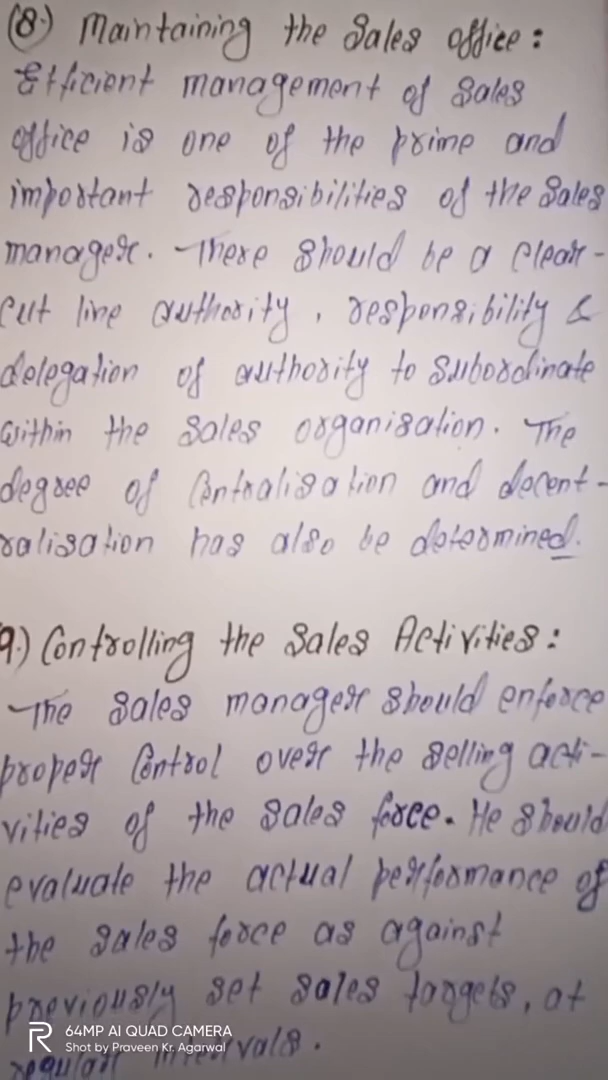 (8.) Maintaining the Sales office :
Efficient management of Sales
office is one of the prime and
important responsibilities of the Sales
manager. There should be a Clear-
Cut line authority, responsibility &
delegation of authority to Subordinate
Within the Sales organisation. The
degree of Centralisation and decent-
ralisation has also be determined.
9.) Controlling the Sales Activities :
The Sales manager should enforce
proper Control over the selling acti-
vities of the Sales force. He Should
evaluate the actual performance of
the Sales force as against
previously set Sales targets, at
regular intervals.
64MP AI QUAD CAMERA
Shot by Praveen Kr. Agarwal